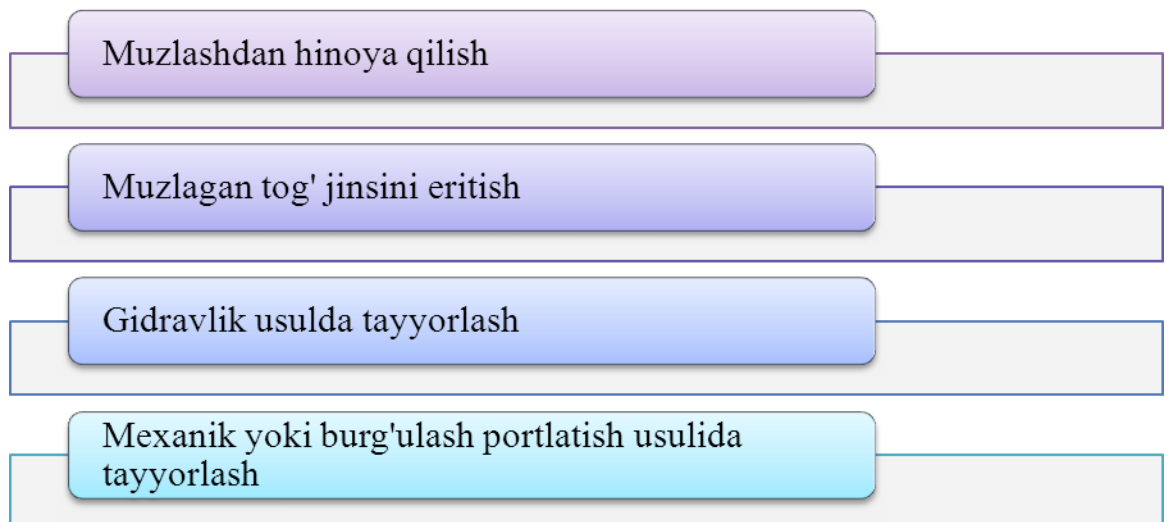 Muzlashdan hinoya qilish
Muzlagan tog' jinsini eritish
Gidravlik usulda tayyorlash
Mexanik yoki burg'ulash portlatish usulida
tayyorlash